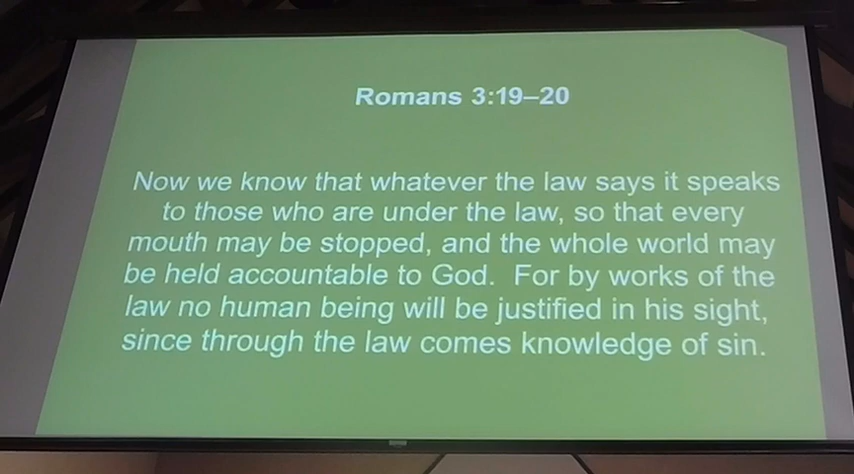 Romans 3:19–20
Now we know that whatever the law says it speaks
to those who are under the law, so that every
mouth may be stopped, and the whole world may
be held accountable to God. For by works of the
law no human being will be justified in his sight,
since through the law comes knowledge of sin.